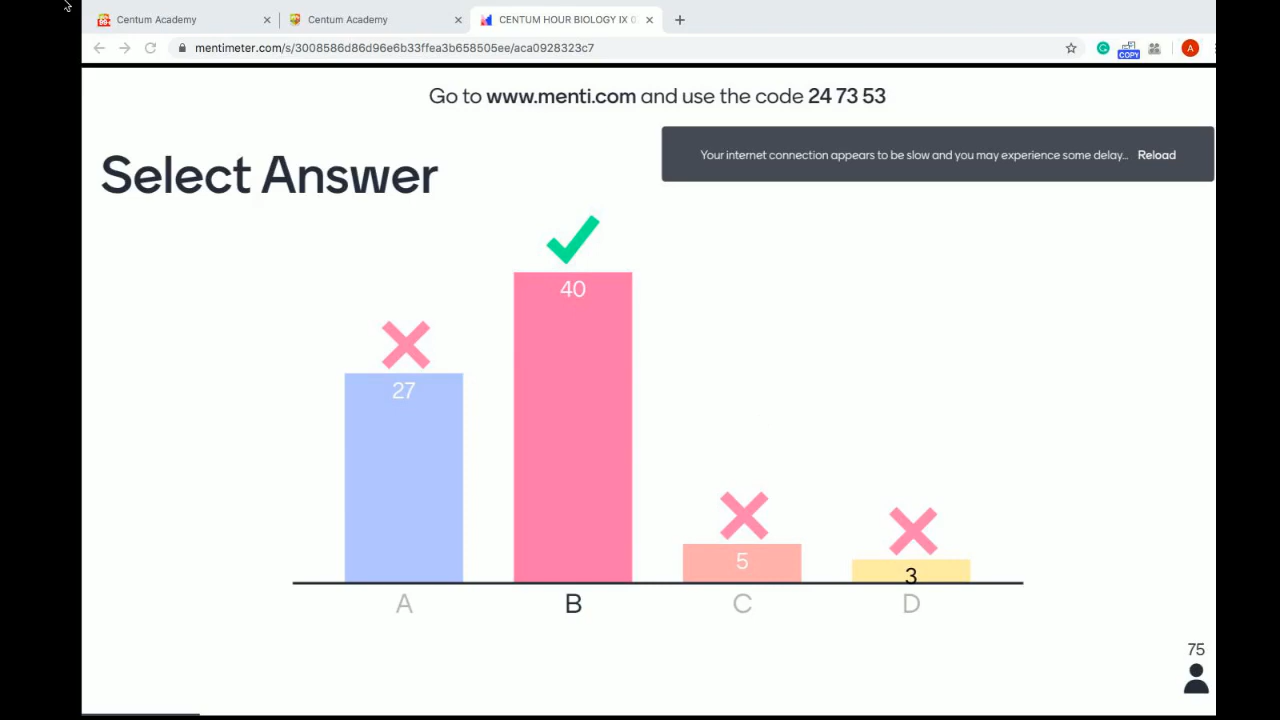 Centum Academy
Centum Academy
CENTUM HOUR BIOLOGY IX 0
mentimeter.com/s/3008586d86d96e6b33ffea3b658505ee/aca0928323c7
COPY
A
Go to www.menti.com and use the code 24 73 53
Your internet connection appears to be slow and you may experience some delay... Reload
Select Answer
40
27
5
3
A B C D
75